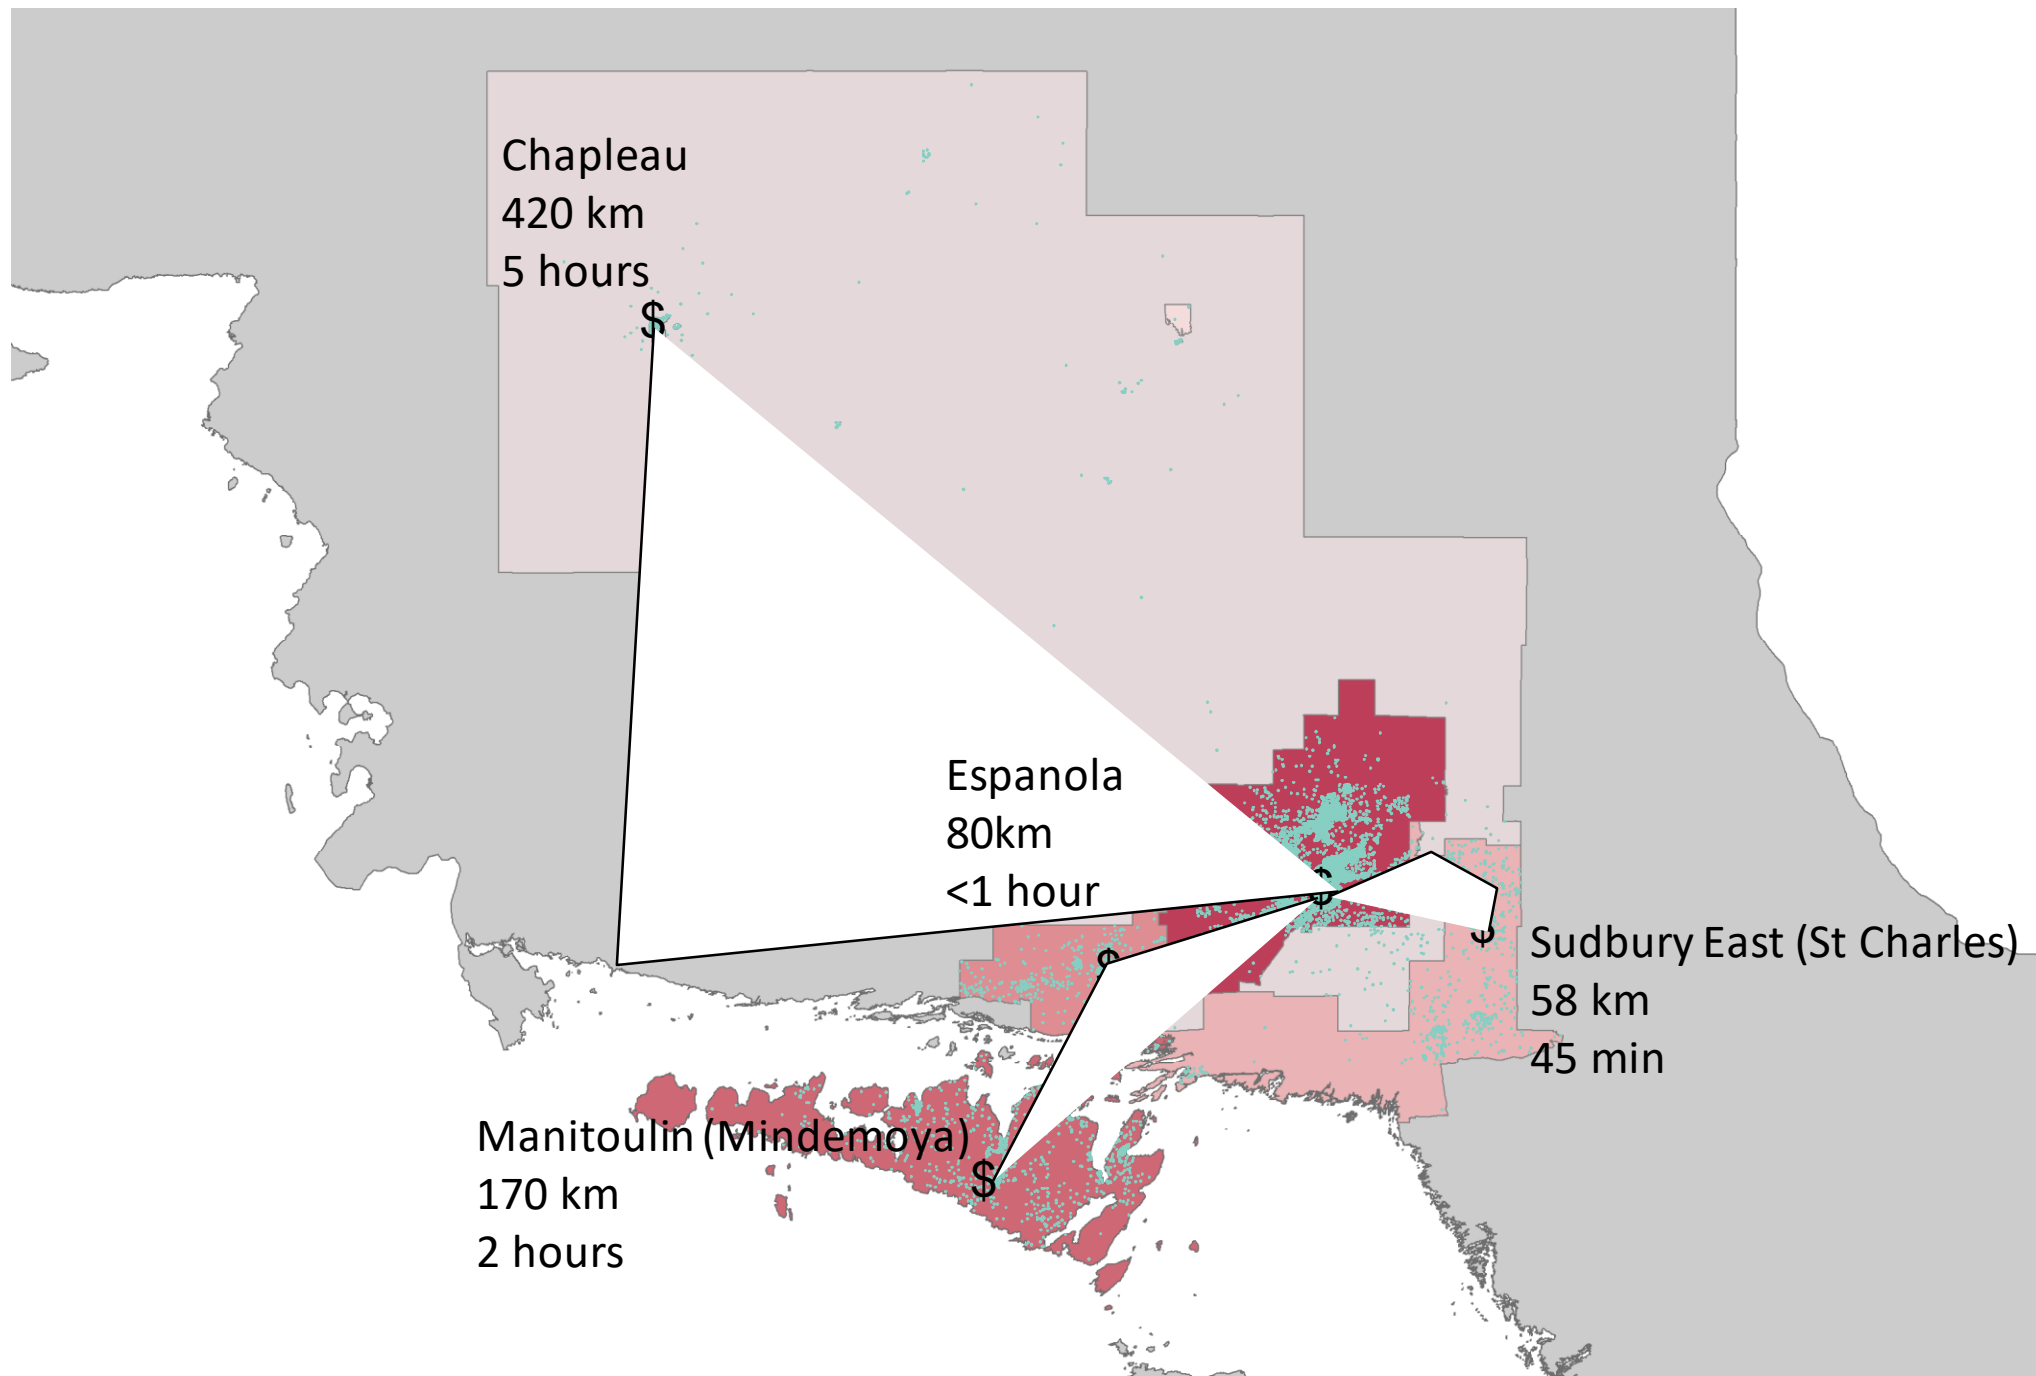 Chapleau
420 km
5 hours
$
Espanola
80km
<1 hour
$
$
$
Sudbury East (St Charles)
58 km
45 min
Manitoulin (Mindemoya)
170 km
2 hours
$